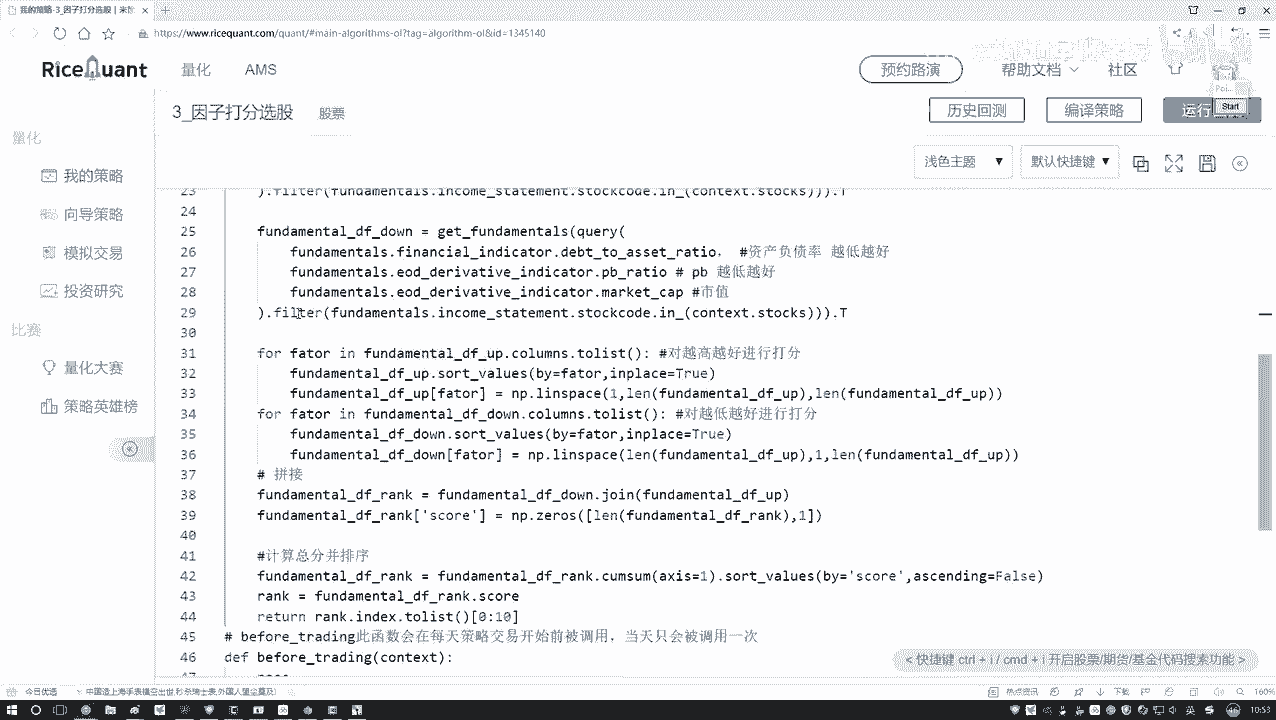 我的策略-3_因子打分选股 | 米
https://www.ricequant.com/quant/#main-algorithms-ol?tag=algorithm-ol&id=1345140
RiceQuant 量化 AMS 预约路演 帮助文档 社区
3_因子打分选股 股票 历史回测 编译策略 运行
Start
浅色主题 默认快捷键
量化
我的策略
向导策略
模拟交易
投资研究
比赛
量化大赛
策略英雄榜
23 ).filter(fundamentals.income_statement.stockcode.in_(context.stocks))).T
24
25 fundamental_df_down = get_fundamentals(query(
26 fundamentals.financial_indicator.debt_to_asset_ratio， #资产负债率 越低越好
27 fundamentals.eod_derivative_indicator.pb_ratio # pb 越低越好
28 fundamentals.eod_derivative_indicator.market_cap #市值
29 ).filter(fundamentals.income_statement.stockcode.in_(context.stocks))).T
30
31 for fator in fundamental_df_up.columns.tolist(): #对越高越好进行打分
32 fundamental_df_up.sort_values(by=fator,inplace=True)
33 fundamental_df_up[fator] = np.linspace(1,len(fundamental_df_up),len(fundamental_df_up))
34 for fator in fundamental_df_down.columns.tolist(): #对越低越好进行打分
35 fundamental_df_down.sort_values(by=fator,inplace=True)
36 fundamental_df_down[fator] = np.linspace(len(fundamental_df_up),1,len(fundamental_df_up))
37 # 拼接
38 fundamental_df_rank = fundamental_df_down.join(fundamental_df_up)
39 fundamental_df_rank['score'] = np.zeros([len(fundamental_df_rank),1])
40
41 #计算总分并排序
42 fundamental_df_rank = fundamental_df_rank.cumsum(axis=1).sort_values(by='score',ascending=False)
43 rank = fundamental_df_rank.score
44 return rank.index.tolist()[0:10]
45 # before_trading此函数会在每天策略交易开始前被调用，当天只会被调用一次
46 def before_trading(context):
< 快捷键 ctrl + i / cmd + i 开启股票/期货/基金代码搜索功能 >
今日优选
热点资讯 下载 160%
英 10:53